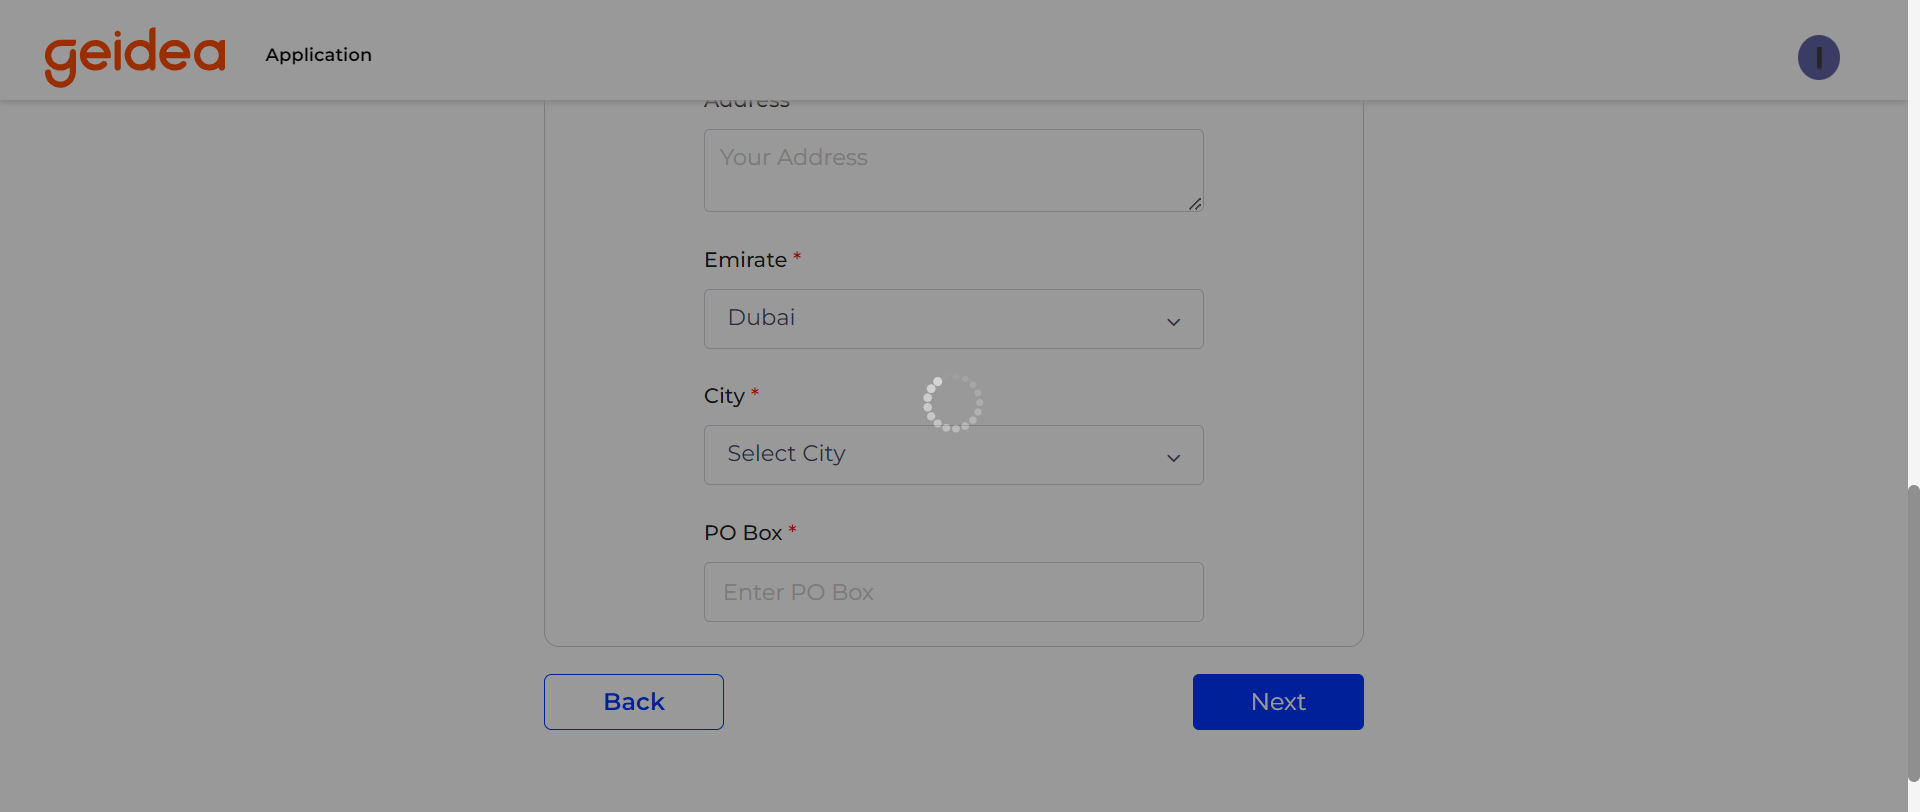 geidea
Application
Address
Your Address
Emirate *
Dubai
City *
Select City
PO Box *
Enter PO Box
Back
Next